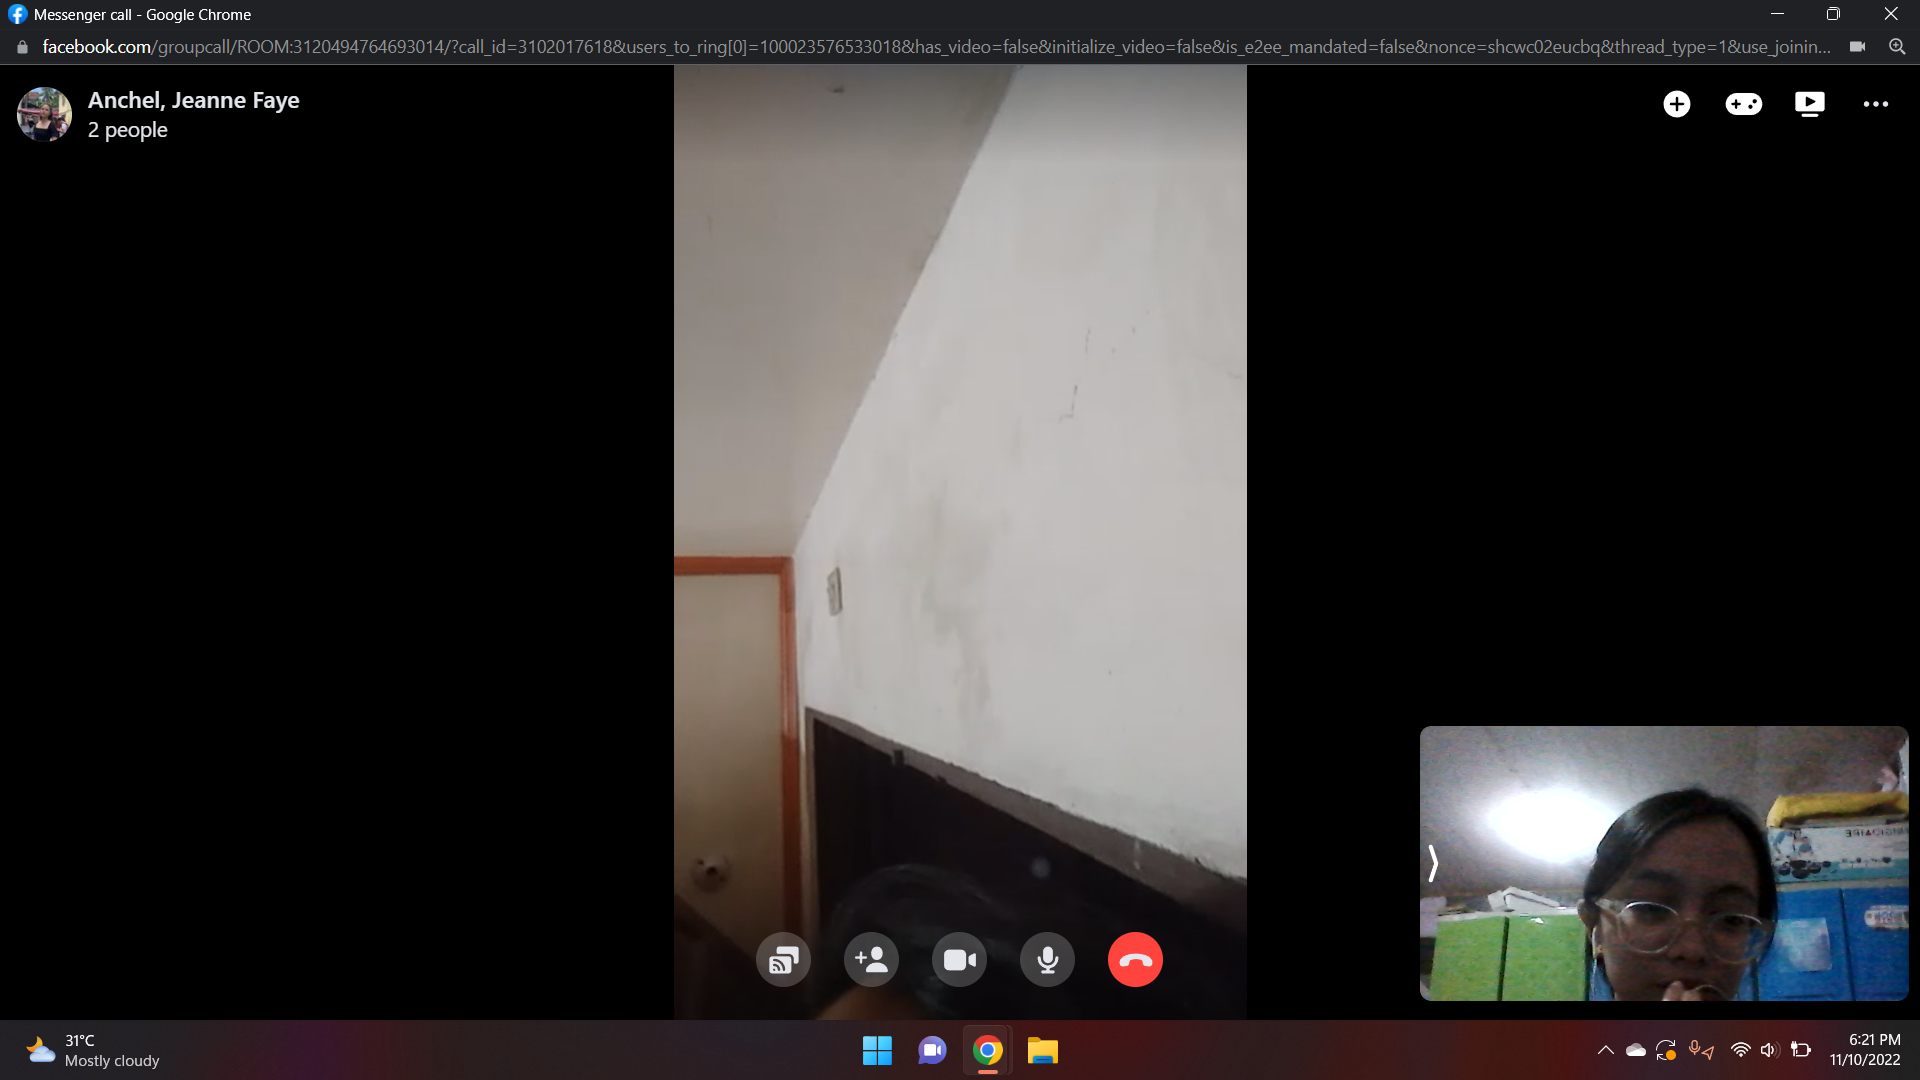 Messenger call - Google Chrome
facebook.com/groupcall/ROOM:3120494764693014/?call_id=3102017618&users_to_ring[0]=100023576533018&has_video=false&initialize_video=false&is_e2ee_mandated=false&nonce=shcwc02eucbq&thread_type=1&use_joinin...
Anchel, Jeanne Faye
2 people
FRIGIDAIRE
31°C
Mostly cloudy
6:21 PM
11/10/2022